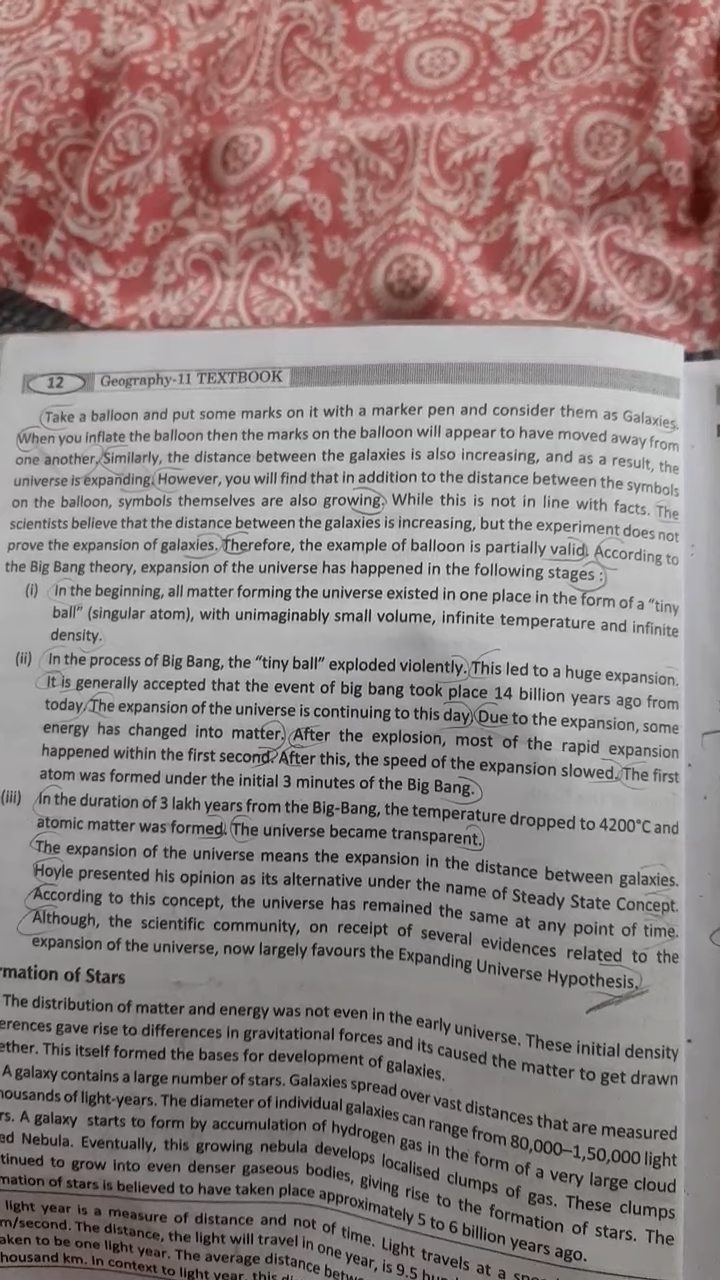 12 Geography-11 TEXTBOOK
Take a balloon and put some marks on it with a marker pen and consider them as Galaxies.
When you inflate the balloon then the marks on the balloon will appear to have moved away from
one another. Similarly, the distance between the galaxies is also increasing, and as a result, the
universe is expanding. However, you will find that in addition to the distance between the symbols
on the balloon, symbols themselves are also growing. While this is not in line with facts. The
scientists believe that the distance between the galaxies is increasing, but the experiment does not
prove the expansion of galaxies. Therefore, the example of balloon is partially valid. According to
the Big Bang theory, expansion of the universe has happened in the following stages :
(i) In the beginning, all matter forming the universe existed in one place in the form of a “tiny
ball” (singular atom), with unimaginably small volume, infinite temperature and infinite
density.
(ii) In the process of Big Bang, the “tiny ball” exploded violently. This led to a huge expansion.
It is generally accepted that the event of big bang took place 14 billion years ago from
today. The expansion of the universe is continuing to this day. Due to the expansion, some
energy has changed into matter. After the explosion, most of the rapid expansion
happened within the first second. After this, the speed of the expansion slowed. The first
atom was formed under the initial 3 minutes of the Big Bang.
(iii) In the duration of 3 lakh years from the Big-Bang, the temperature dropped to 4200°C and
atomic matter was formed. The universe became transparent.
The expansion of the universe means the expansion in the distance between galaxies.
Hoyle presented his opinion as its alternative under the name of Steady State Concept.
According to this concept, the universe has remained the same at any point of time.
Although, the scientific community, on receipt of several evidences related to the
expansion of the universe, now largely favours the Expanding Universe Hypothesis.
mation of Stars
The distribution of matter and energy was not even in the early universe. These initial density
erences gave rise to differences in gravitational forces and its caused the matter to get drawn
ether. This itself formed the bases for development of galaxies.
A galaxy contains a large number of stars. Galaxies spread over vast distances that are measured
housands of light-years. The diameter of individual galaxies can range from 80,000–1,50,000 light
rs. A galaxy starts to form by accumulation of hydrogen gas in the form of a very large cloud
ed Nebula. Eventually, this growing nebula develops localised clumps of gas. These clumps
tinued to grow into even denser gaseous bodies, giving rise to the formation of stars. The
mation of stars is believed to have taken place approximately 5 to 6 billion years ago.
light year is a measure of distance and not of time. Light travels at a
m/second. The distance, the light will travel in one year, is 9.5
aken to be one light year. The average distance
housand km. In context to light year, this